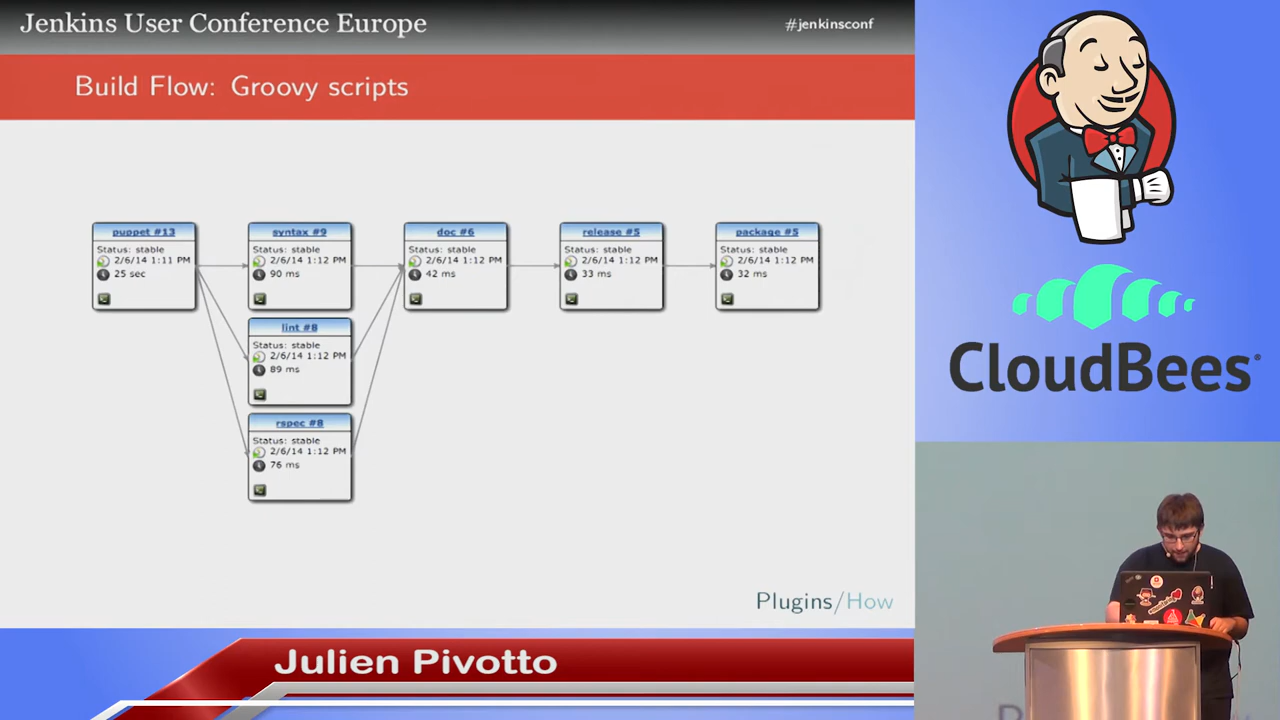 Jenkins User Conference Europe
#jenkinsconf
Build Flow: Groovy scripts
puppet #13
Status: stable
2/6/14 1:11 PM
25 sec
syntax #9
Status: stable
2/6/14 1:12 PM
90 ms
doc #6
Status: stable
2/6/14 1:12 PM
42 ms
release #5
Status: stable
2/6/14 1:12 PM
33 ms
package #5
Status: stable
2/6/14 1:12 PM
32 ms
lint #8
Status: stable
2/6/14 1:12 PM
89 ms
rspec #8
Status: stable
2/6/14 1:12 PM
76 ms
Plugins/How
Julien Pivotto
CloudBees